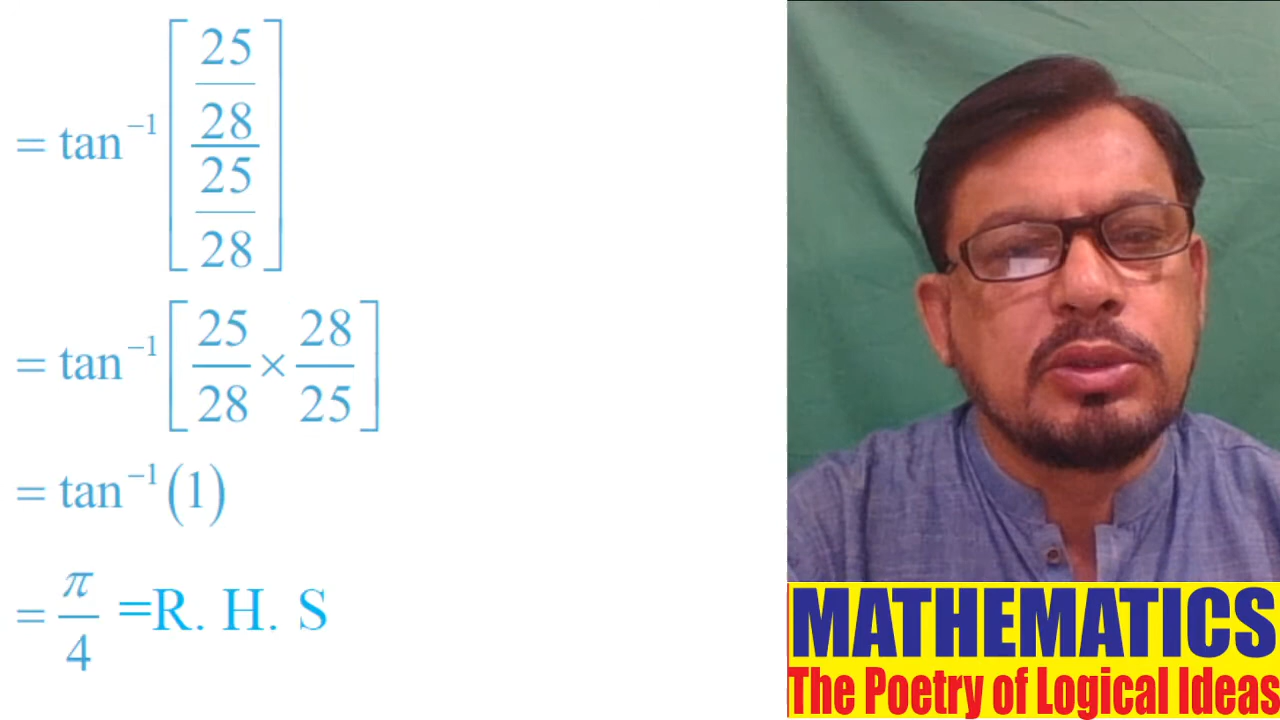 = tan⁻¹ [ (25/28) / (25/28) ]
= tan⁻¹ [ 25/28 × 28/25 ]
= tan⁻¹ (1)
= π/4 =R. H. S
MATHEMATICS
The Poetry of Logical Ideas